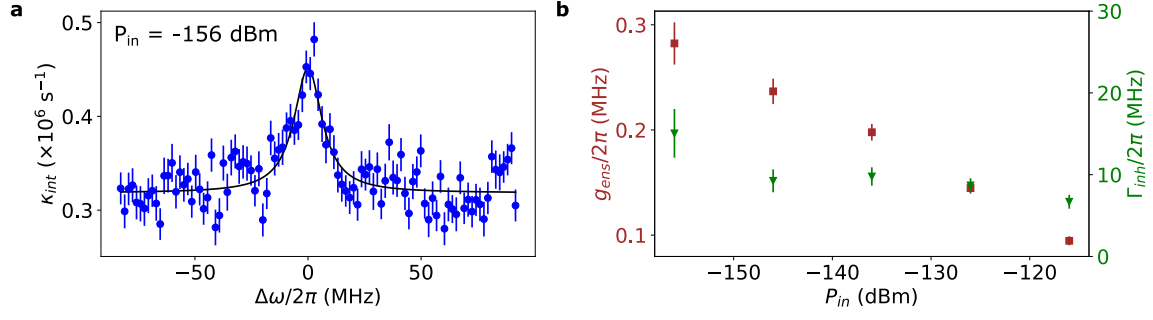 a
P_in = -156 dBm
0.5
0.4
0.3
κ_int (×10⁶ s⁻¹)
−50
0
50
Δω/2π (MHz)
b
0.3
0.2
0.1
g_ens/2π (MHz)
30
20
10
0
Γ_inh/2π (MHz)
−150
−140
−130
−120
P_in (dBm)